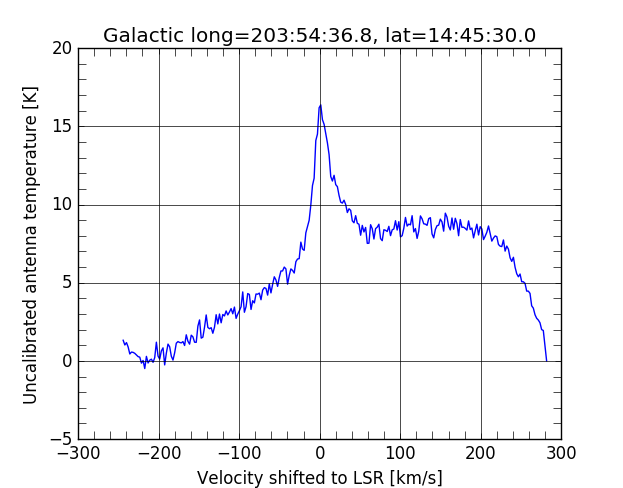 Galactic long=203:54:36.8, lat=14:45:30.0
20
15
10
5
0
−5
−300 −200 −100 0 100 200 300
Uncalibrated antenna temperature [K]
Velocity shifted to LSR [km/s]